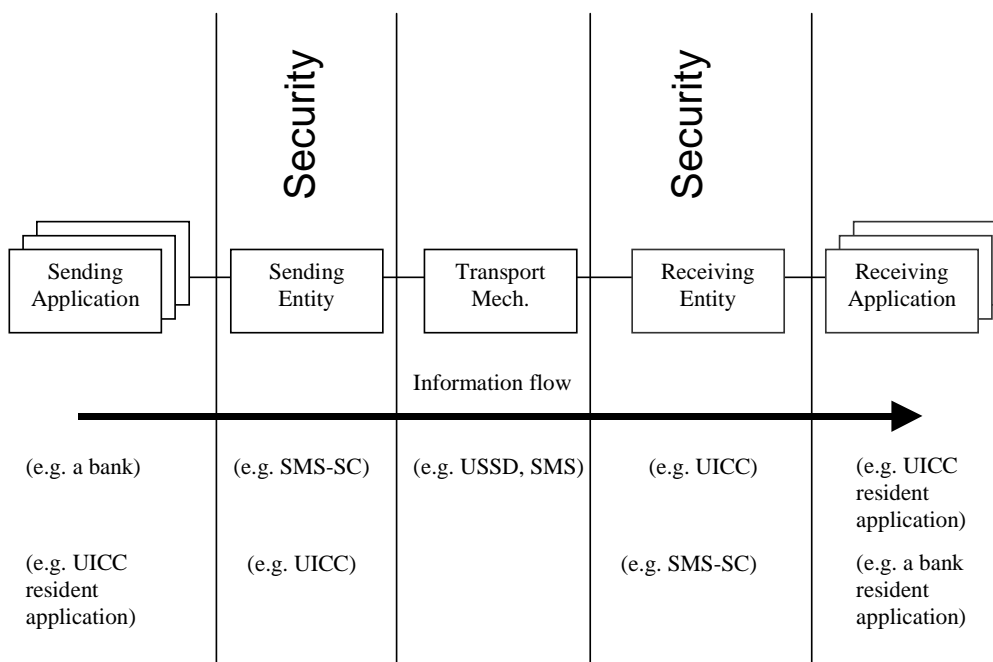 Security
Security
Sending
Application
Sending
Entity
Transport
Mech.
Receiving
Entity
Receiving
Application
Information flow
(e.g. a bank)
(e.g. SMS-SC)
(e.g. USSD, SMS)
(e.g. UICC)
(e.g. UICC
resident
application)
(e.g. UICC
resident
application)
(e.g. UICC)
(e.g. SMS-SC)
(e.g. a bank
resident
application)